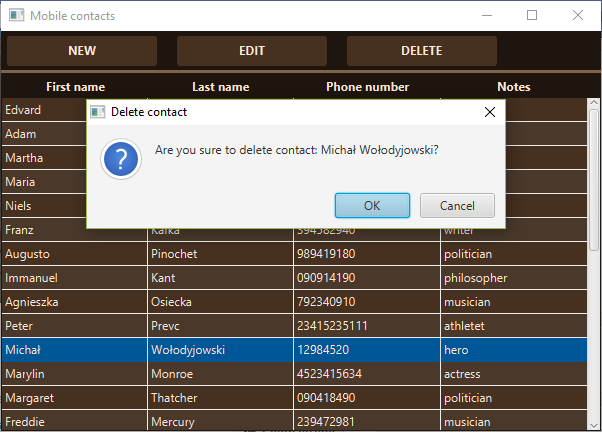 Mobile contacts
NEW EDIT DELETE
First name Last name Phone number Notes
Edvard
Adam
Martha
Maria
Niels
Delete contact
Are you sure to delete contact: Michał Wołodyjowski?
OK Cancel
Franz Kafka 394582940 writer
Augusto Pinochet 989419180 politician
Immanuel Kant 090914190 philosopher
Agnieszka Osiecka 792340910 musician
Peter Prevc 23415235111 athletet
Michał Wołodyjowski 12984520 hero
Marylin Monroe 4523415634 actress
Margaret Thatcher 090418490 politician
Freddie Mercury 239472981 musician